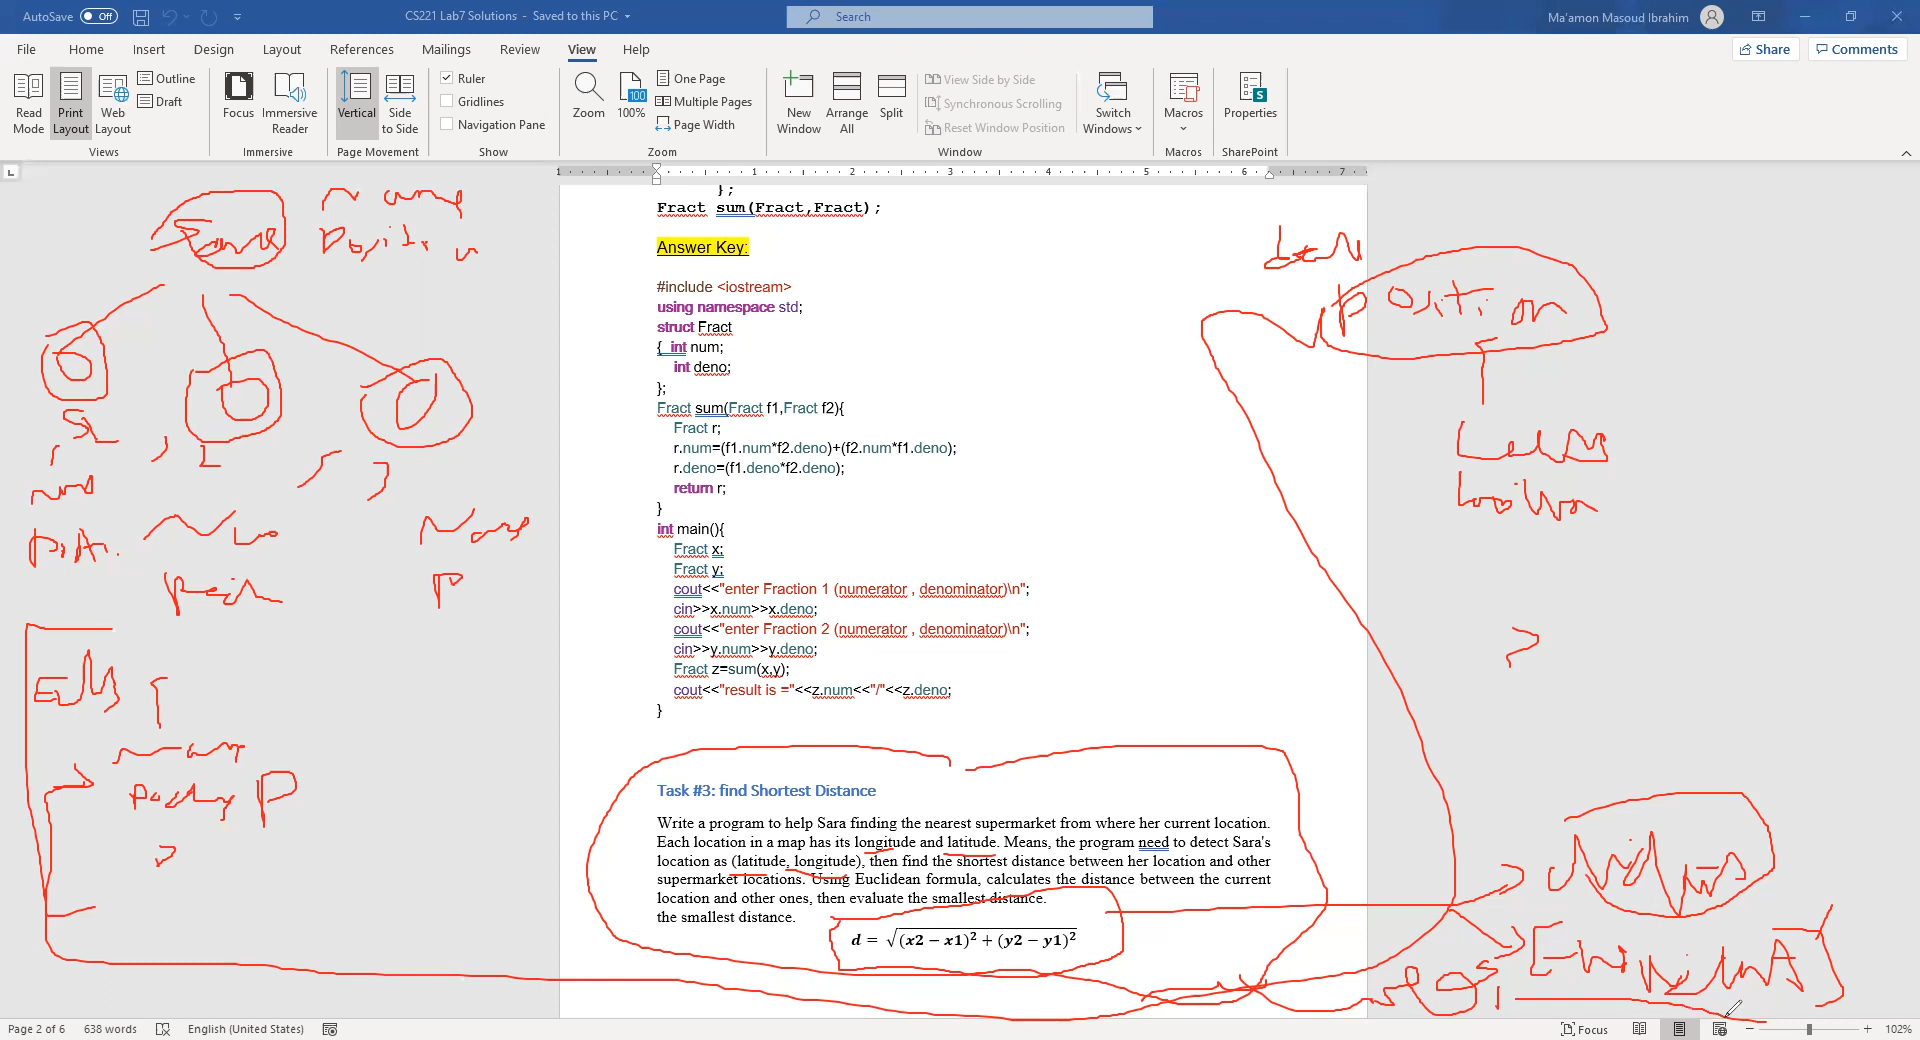 AutoSave Off
CS221 Lab7 Solutions - Saved to this PC
Search
Ma'amon Masoud Ibrahim
File Home Insert Design Layout References Mailings Review View Help
Share Comments
Read Mode
Print Layout
Web Layout
Outline
Draft
Views
Focus
Immersive Reader
Immersive
Vertical
Side to Side
Page Movement
Ruler
Gridlines
Navigation Pane
Show
Zoom
100
100%
One Page
Multiple Pages
Page Width
Zoom
New Window
Arrange All
Split
View Side by Side
Synchronous Scrolling
Reset Window Position
Switch Windows
Window
Macros
Macros
Properties
SharePoint
1 1 2 3 4 5 6 7
};
Fract sum(Fract,Fract);
Answer Key:
#include <iostream>
using namespace std;
struct Fract
{ int num;
int deno;
};
Fract sum(Fract f1,Fract f2){
Fract r;
r.num=(f1.num*f2.deno)+(f2.num*f1.deno);
r.deno=(f1.deno*f2.deno);
return r;
}
int main(){
Fract x;
Fract y;
cout<<"enter Fraction 1 (numerator , denominator)\n";
cin>>x.num>>x.deno;
cout<<"enter Fraction 2 (numerator , denominator)\n";
cin>>y.num>>y.deno;
Fract z=sum(x,y);
cout<<"result is ="<<z.num<<"/"<<z.deno;
}
Task #3: find Shortest Distance
Write a program to help Sara finding the nearest supermarket from where her current location.
Each location in a map has its longitude and latitude. Means, the program need to detect Sara's
location as (latitude, longitude), then find the shortest distance between her location and other
supermarket locations. Using Euclidean formula, calculates the distance between the current
location and other ones, then evaluate the smallest distance.
the smallest distance.
d = √(x2 − x1)² + (y2 − y1)²
position
Page 2 of 6 638 words English (United States)
Focus
102%